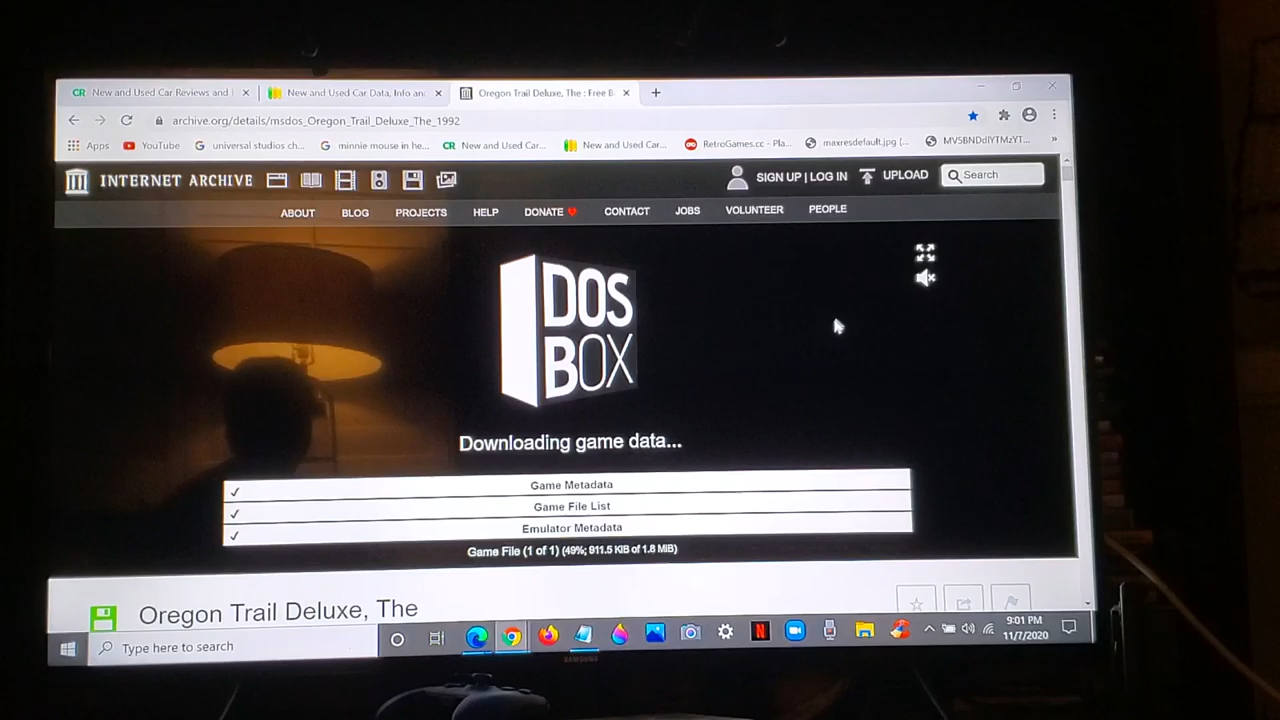 CR New and Used Car Reviews and
New and Used Car Data, Info and
Oregon Trail Deluxe, The : Free B
archive.org/details/msdos_Oregon_Trail_Deluxe_The_1992
Apps YouTube universal studios ch... minnie mouse in he... CR New and Used Car... New and Used Car... RetroGames.cc - Pla... maxresdefault.jpg (... MV5BNDdlYTMzYT... »
INTERNET ARCHIVE
SIGN UP | LOG IN UPLOAD Search
ABOUT BLOG PROJECTS HELP DONATE CONTACT JOBS VOLUNTEER PEOPLE
DOS
BOX
Downloading game data...
Game Metadata
Game File List
Emulator Metadata
Game File (1 of 1) (49%; 911.5 KiB of 1.8 MiB)
Oregon Trail Deluxe, The
Type here to search
N
9:01 PM
11/7/2020
SAMSUNG